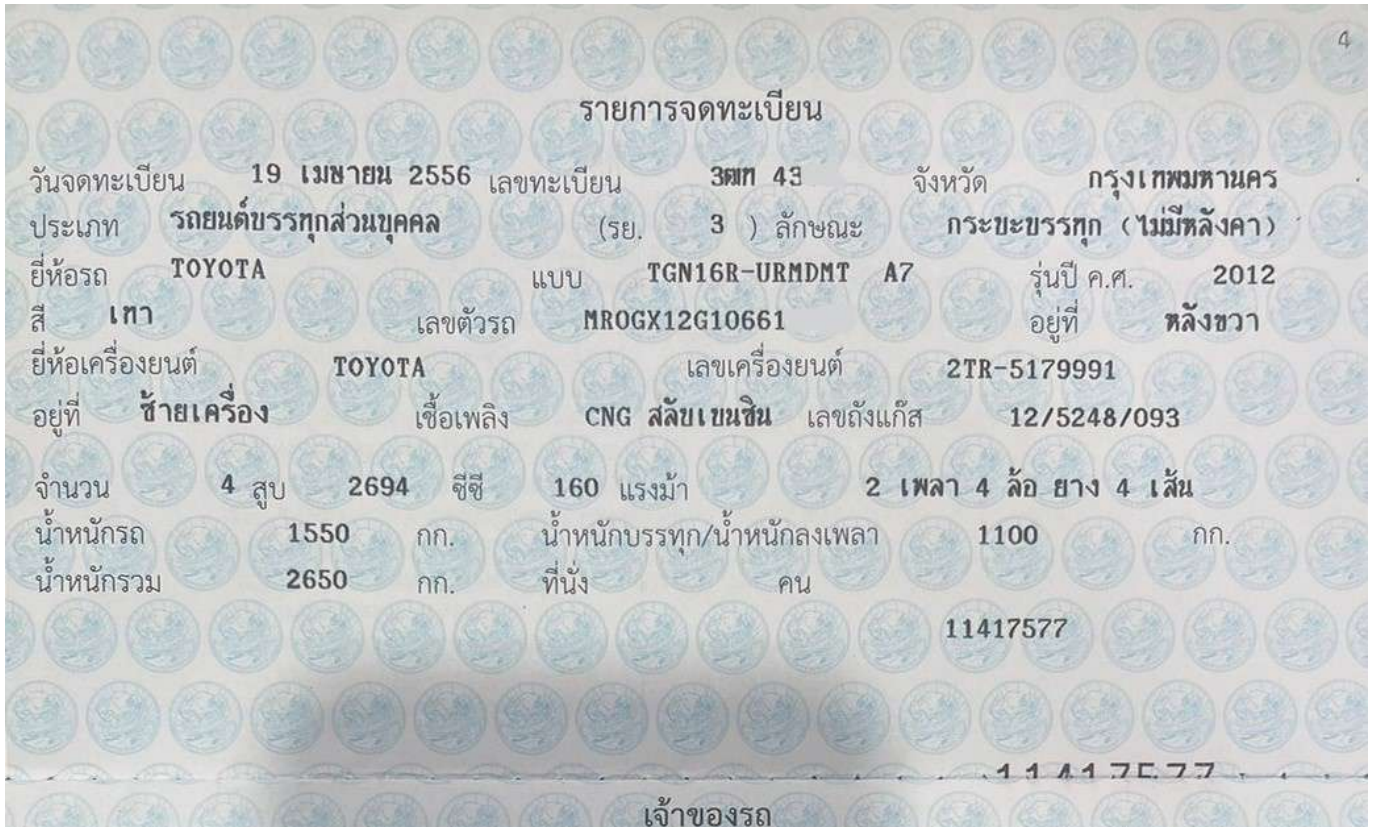 4
รายการจดทะเบียน
วันจดทะเบียน 19 เมษายน 2556 เลขทะเบียน 3ฒฑ 43 จังหวัด กรุงเทพมหานคร
ประเภท รถยนต์บรรทุกส่วนบุคคล (รย. 3 ) ลักษณะ กระบะบรรทุก (ไม่มีหลังคา)
ยี่ห้อรถ TOYOTA แบบ TGN16R-URMDMT A7 รุ่นปี ค.ศ. 2012
สี เทา เลขตัวรถ MR0GX12G10661 อยู่ที่ หลังขวา
ยี่ห้อเครื่องยนต์ TOYOTA เลขเครื่องยนต์ 2TR-5179991
อยู่ที่ ซ้ายเครื่อง เชื้อเพลิง CNG สลับเบนซิน เลขถังแก๊ส 12/5248/093
จำนวน 4 สูบ 2694 ซีซี 160 แรงม้า 2 เพลา 4 ล้อ ยาง 4 เส้น
น้ำหนักรถ 1550 กก. น้ำหนักบรรทุก/น้ำหนักลงเพลา 1100 กก.
น้ำหนักรวม 2650 กก. ที่นั่ง คน
11417577
11417577
เจ้าของรถ